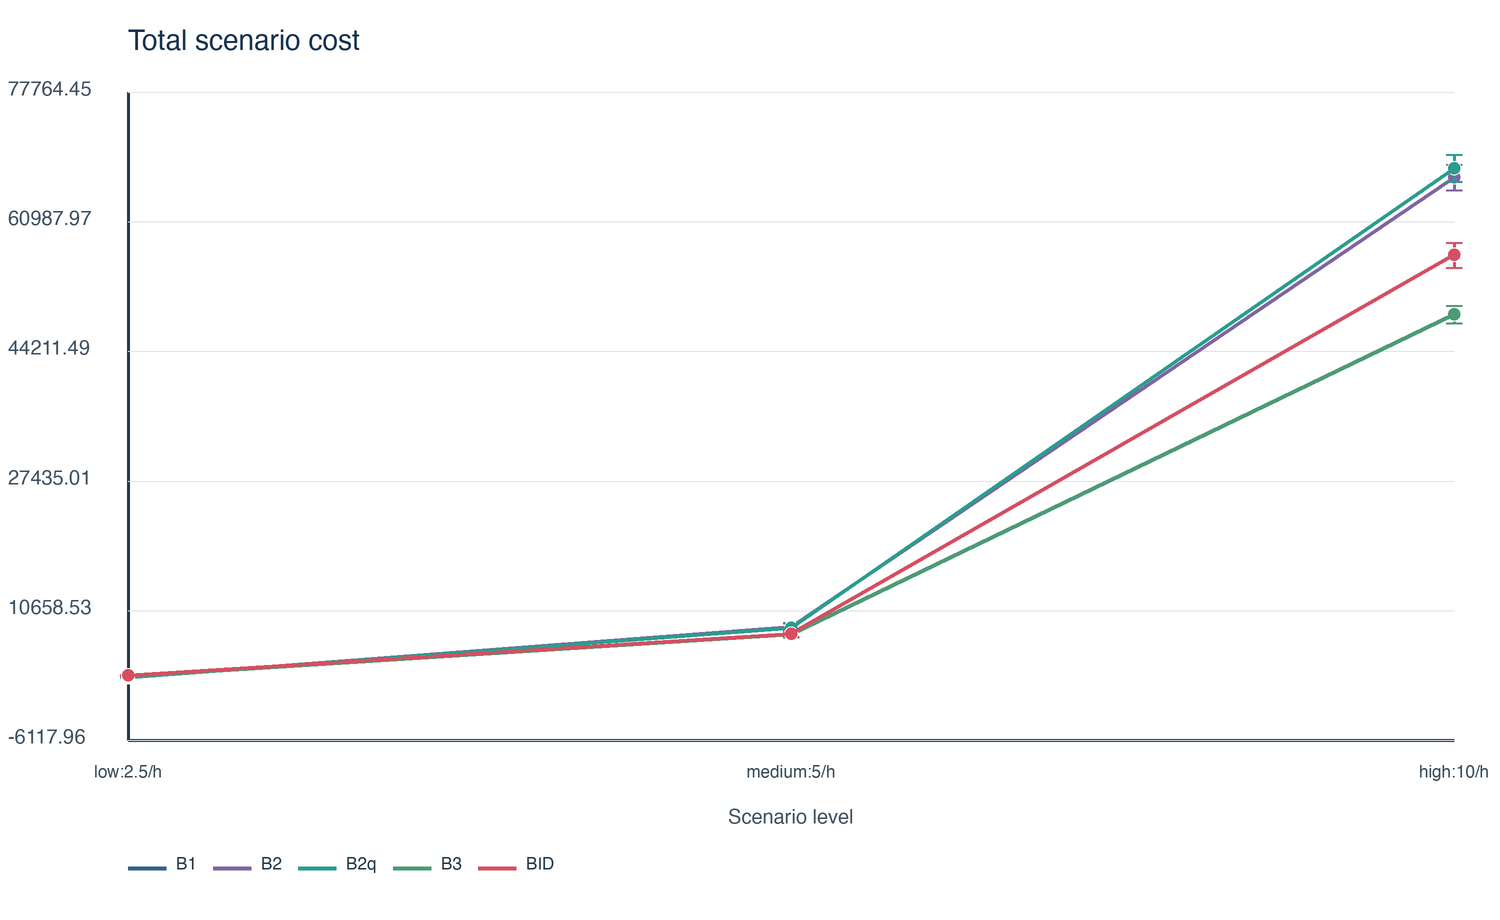 Total scenario cost
77764.45
60987.97
44211.49
27435.01
10658.53
-6117.96
low:2.5/h medium:5/h high:10/h
Scenario level
B1 B2 B2q B3 BID